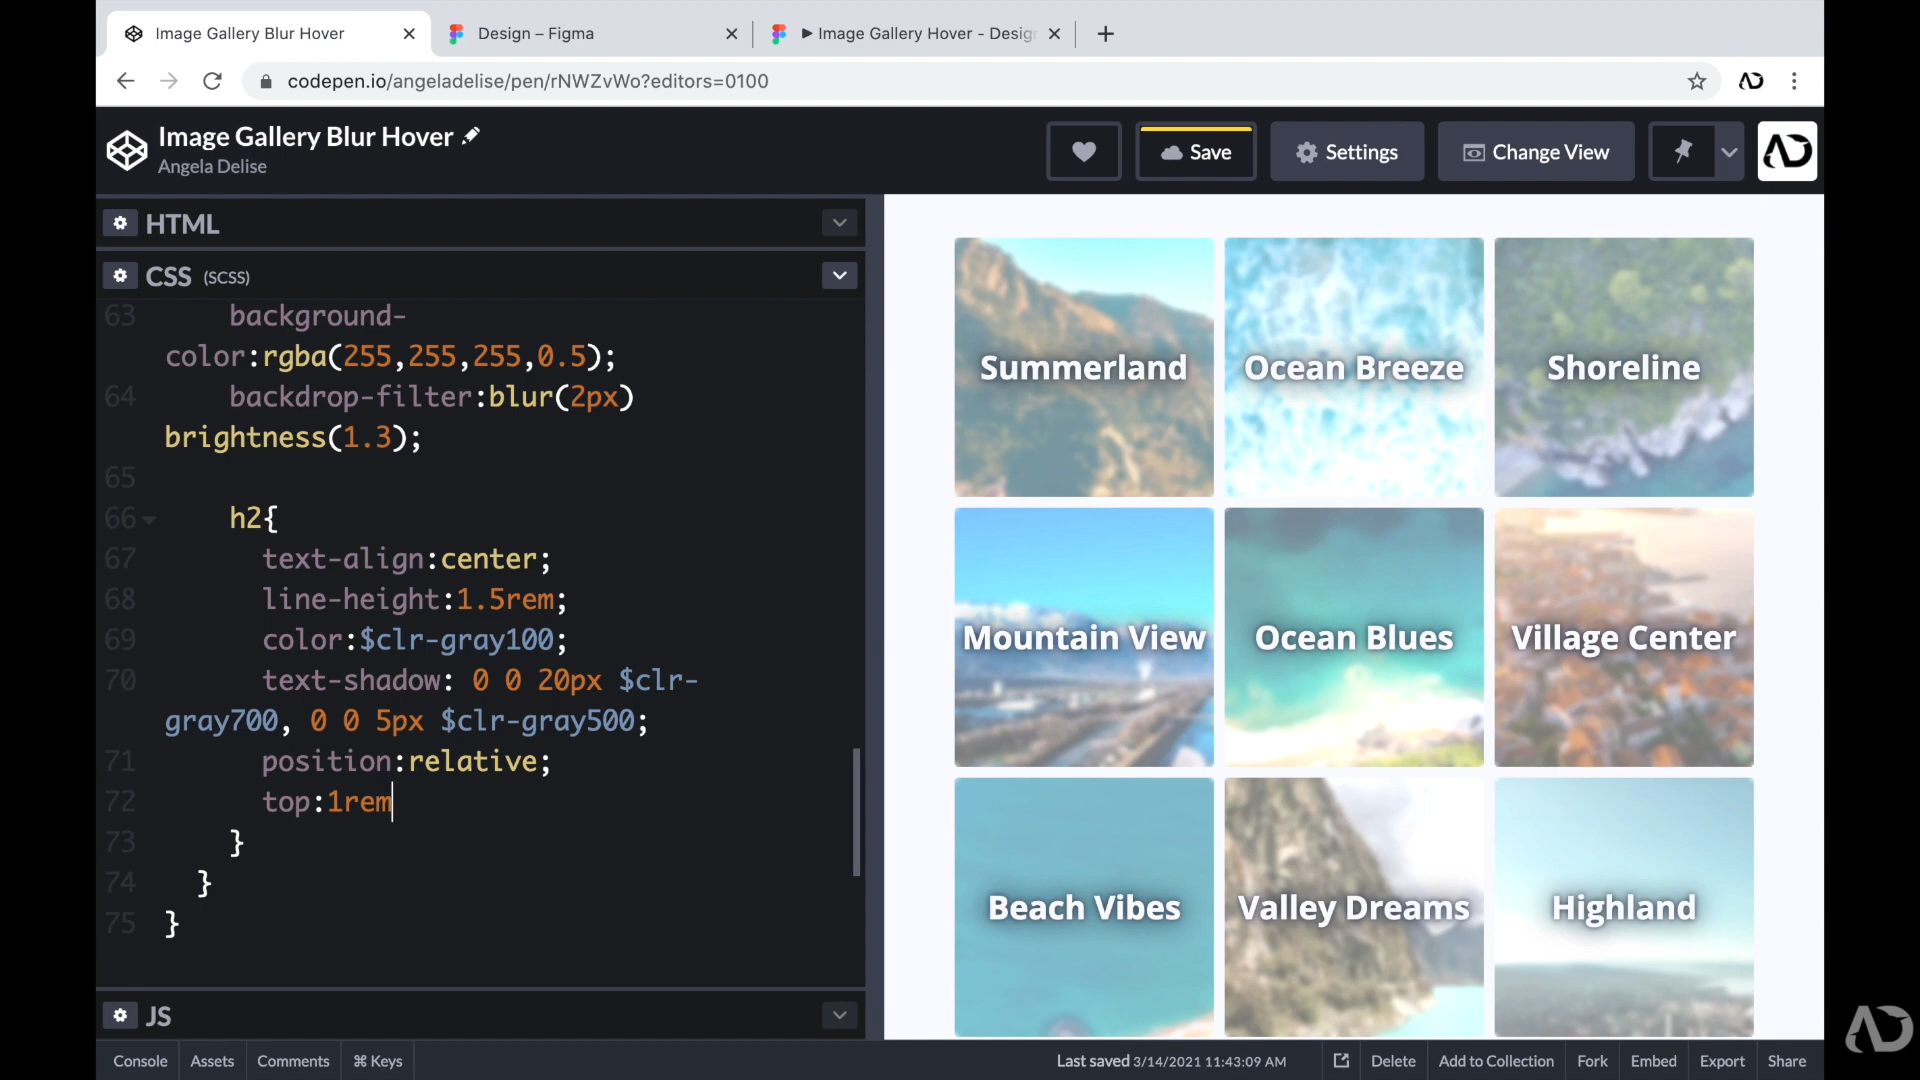 Image Gallery Blur Hover
Design – Figma
Image Gallery Hover - Desig
codepen.io/angeladelise/pen/rNWZvWo?editors=0100
Image Gallery Blur Hover
Angela Delise
Save
Settings
Change View
HTML
CSS (SCSS)
63 background-
color:rgba(255,255,255,0.5);
64 backdrop-filter:blur(2px)
brightness(1.3);
65
66 h2{
67 text-align:center;
68 line-height:1.5rem;
69 color:$clr-gray100;
70 text-shadow: 0 0 20px $clr-
gray700, 0 0 5px $clr-gray500;
71 position:relative;
72 top:1rem
73 }
74 }
75 }
JS
Summerland
Ocean Breeze
Shoreline
Mountain View
Ocean Blues
Village Center
Beach Vibes
Valley Dreams
Highland
Console
Assets
Comments
⌘ Keys
Last saved 3/14/2021 11:43:09 AM
Delete
Add to Collection
Fork
Embed
Export
Share